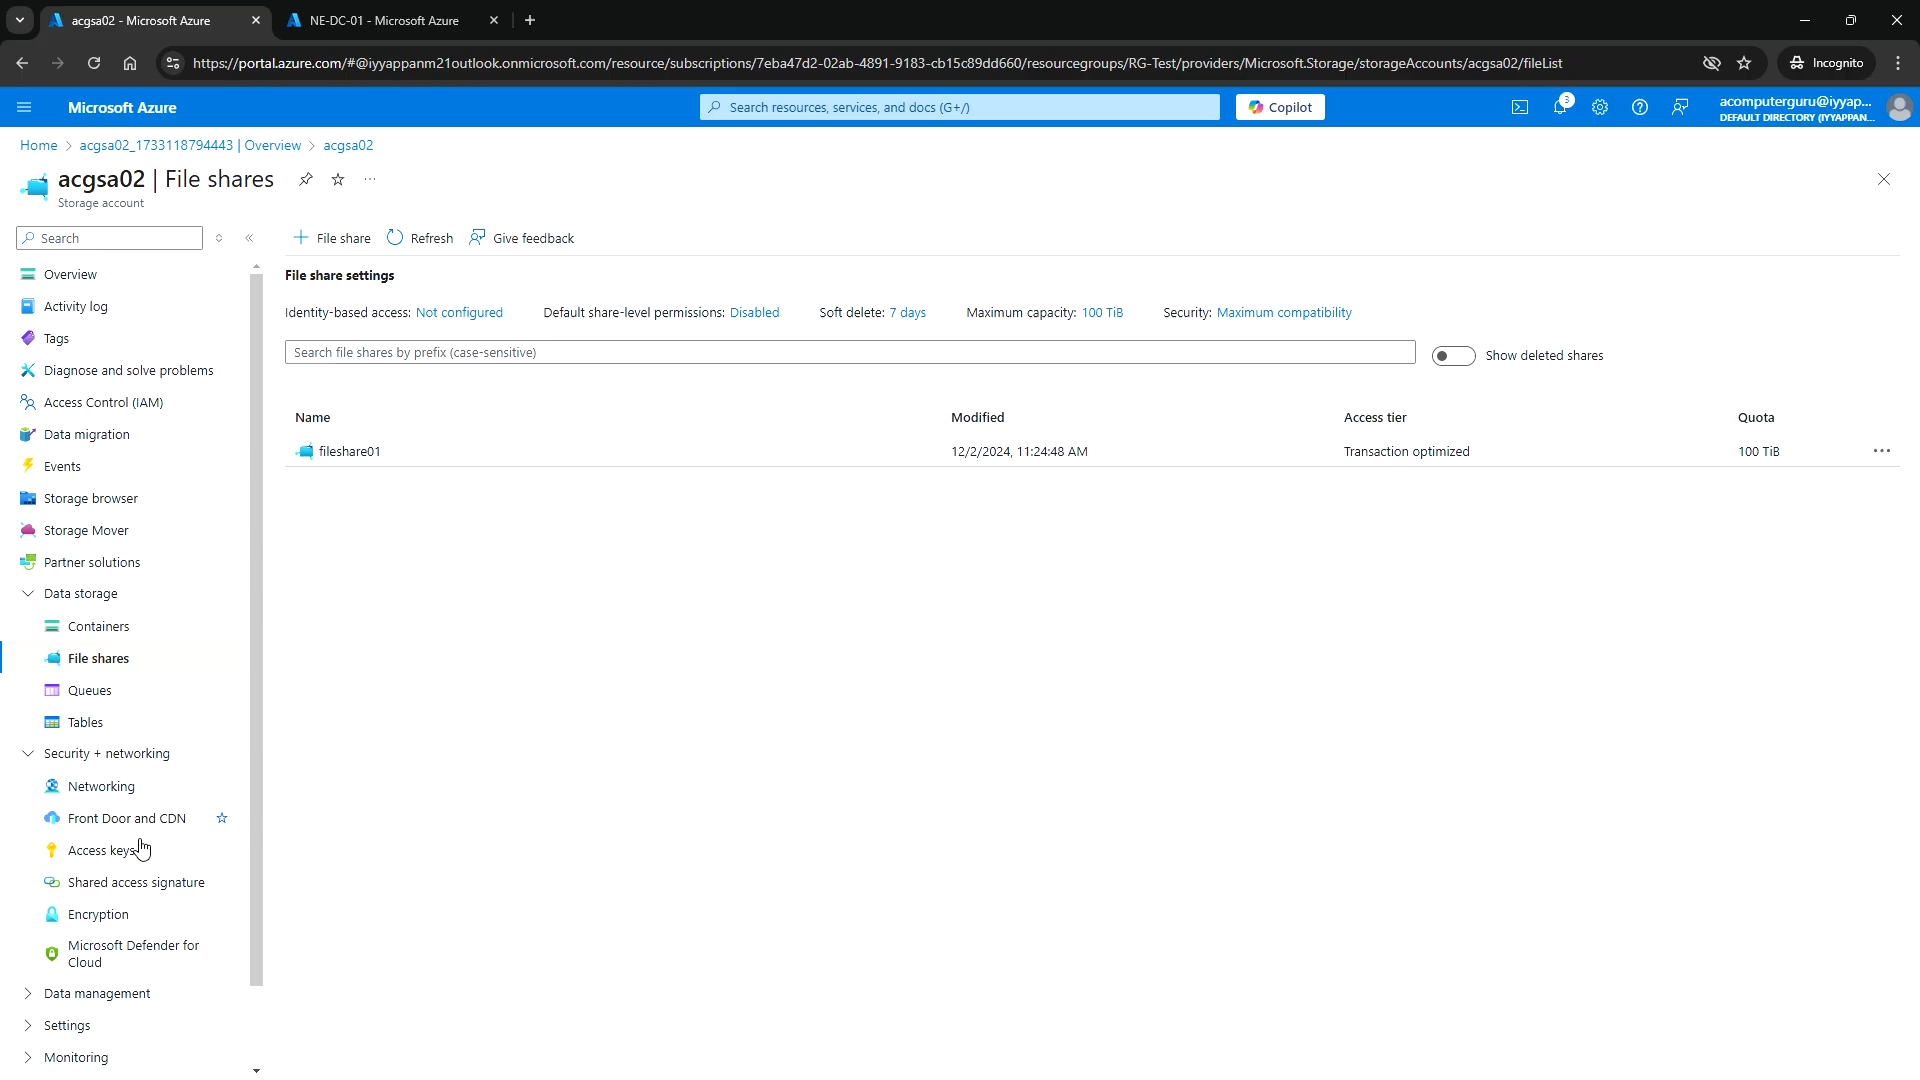 acgsa02 - Microsoft Azure
NE-DC-01 - Microsoft Azure
https://portal.azure.com/#@iyyappanm21outlook.onmicrosoft.com/resource/subscriptions/7eba47d2-02ab-4891-9183-cb15c89dd660/resourcegroups/RG-Test/providers/Microsoft.Storage/storageAccounts/acgsa02/fileList
Incognito
Microsoft Azure
Search resources, services, and docs (G+/)
Copilot
3
acomputerguru@iyyap...
DEFAULT DIRECTORY (IYYAPPAN...
Home > acgsa02_1733118794443 | Overview > acgsa02
acgsa02 | File shares
...
Storage account
Search
File share
Refresh
Give feedback
Overview
Activity log
Tags
Diagnose and solve problems
Access Control (IAM)
Data migration
Events
Storage browser
Storage Mover
Partner solutions
Data storage
Containers
File shares
Queues
Tables
Security + networking
Networking
Front Door and CDN
Access keys
Shared access signature
Encryption
Microsoft Defender for
Cloud
Data management
Settings
Monitoring
File share settings
Identity-based access: Not configured
Default share-level permissions: Disabled
Soft delete: 7 days
Maximum capacity: 100 TiB
Security: Maximum compatibility
Search file shares by prefix (case-sensitive)
Show deleted shares
Name Modified Access tier Quota
fileshare01 12/2/2024, 11:24:48 AM Transaction optimized 100 TiB ...